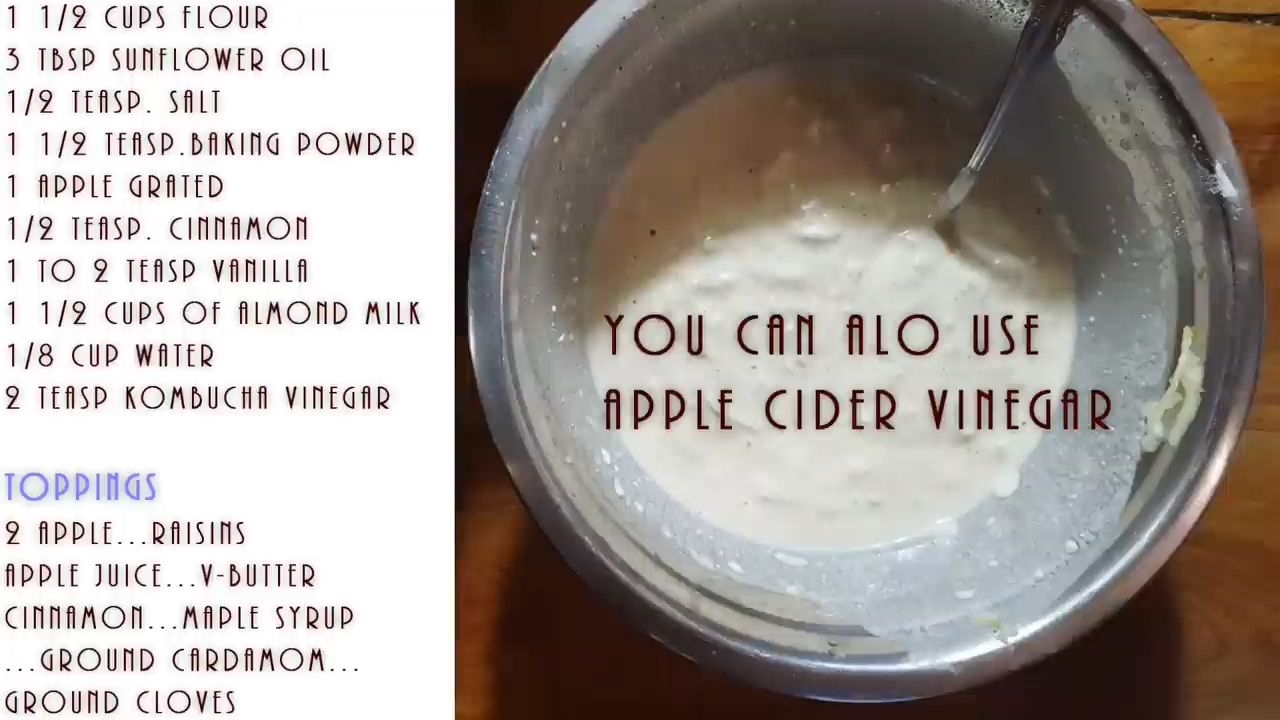 1 1/2 CUPS FLOUR
3 TBSP SUNFLOWER OIL
1/2 TEASP. SALT
1 1/2 TEASP.BAKING POWDER
1 APPLE GRATED
1/2 TEASP. CINNAMON
1 TO 2 TEASP VANILLA
1 1/2 CUPS OF ALMOND MILK
1/8 CUP WATER
2 TEASP KOMBUCHA VINEGAR
TOPPINGS
2 APPLE...RAISINS
APPLE JUICE...V-BUTTER
CINNAMON...MAPLE SYRUP
...GROUND CARDAMOM...
GROUND CLOVES
YOU CAN ALO USE
APPLE CIDER VINEGAR